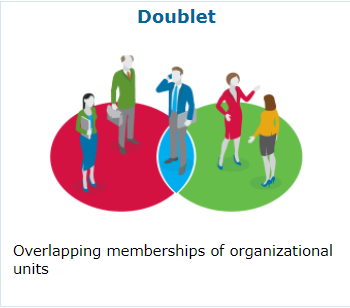 Doublet
Overlapping memberships of organizational
units